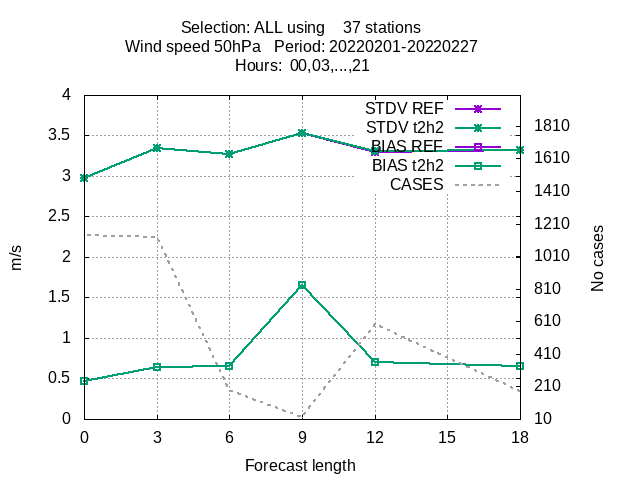 Selection: ALL using    37 stations
Wind speed 50hPa   Period: 20220201-20220227
Hours:  00,03,...,21
STDV REF
STDV t2h2
BIAS REF
BIAS t2h2
CASES
4
3.5
3
2.5
2
1.5
1
0.5
0
1810
1610
1410
1210
1010
810
610
410
210
10
m/s
No cases
0 3 6 9 12 15 18
Forecast length